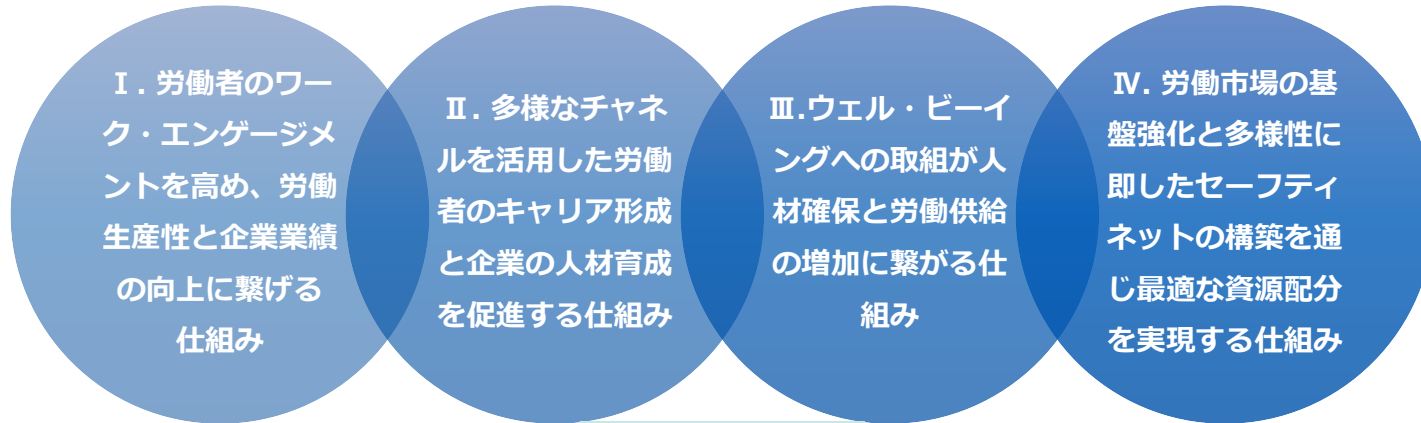 Ⅰ. 労働者のワー
ク・エンゲージメ
ントを高め、労働
生産性と企業業績
の向上に繋げる
仕組み
Ⅱ. 多様なチャネ
ルを活用した労働
者のキャリア形成
と企業の人材育成
を促進する仕組み
Ⅲ.ウェル・ビーイ
ングへの取組が人
材確保と労働供給
の増加に繋がる仕
組み
Ⅳ. 労働市場の基
盤強化と多様性に
即したセーフティ
ネットの構築を通
じ最適な資源配分
を実現する仕組み